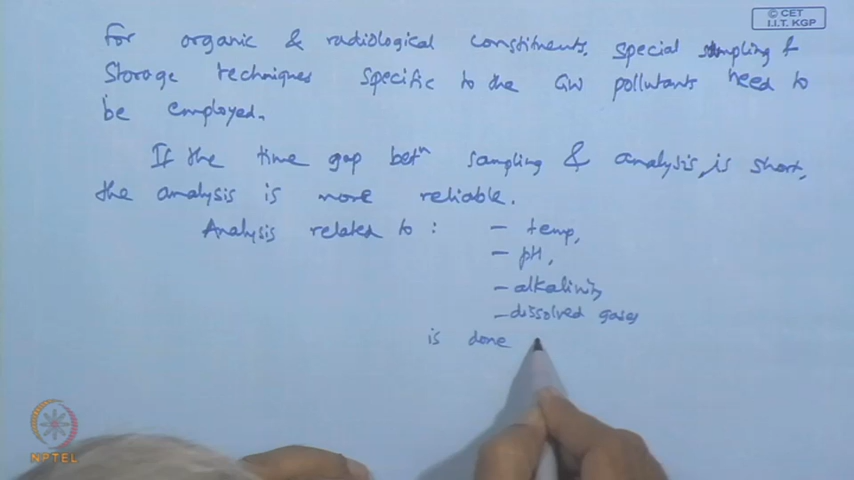 © CET
I.I.T. KGP
For organic & radiological constituents, special sampling &
storage techniques specific to the GW pollutants need to
be employed.
If the time gap betⁿ sampling & analysis, is short,
the analysis is more reliable.
Analysis related to : – temp,
– pH,
– alkalinity
– dissolved gases
is done
NPTEL